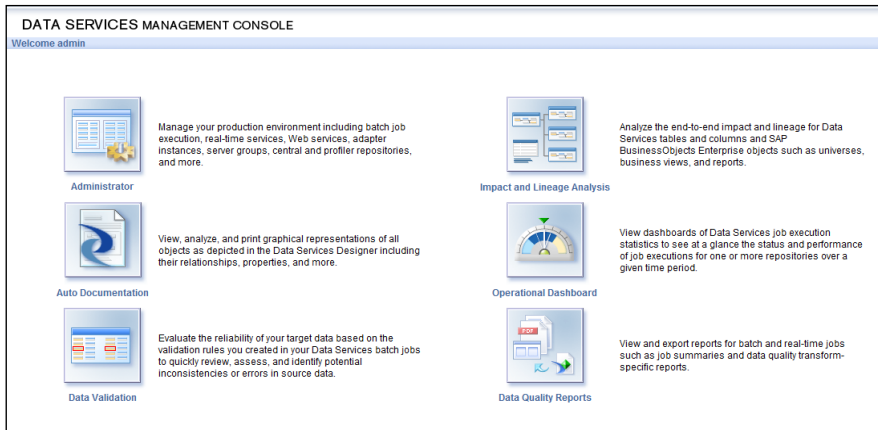 DATA SERVICES MANAGEMENT CONSOLE
Welcome admin
Administrator
Manage your production environment including batch job
execution, real-time services, Web services, adapter
instances, server groups, central and profiler repositories,
and more.
Impact and Lineage Analysis
Analyze the end-to-end impact and lineage for Data
Services tables and columns and SAP
BusinessObjects Enterprise objects such as universes,
business views, and reports.
Auto Documentation
View, analyze, and print graphical representations of all
objects as depicted in the Data Services Designer including
their relationships, properties, and more.
Operational Dashboard
View dashboards of Data Services job execution
statistics to see at a glance the status and performance
of job executions for one or more repositories over a
given time period.
Data Validation
Evaluate the reliability of your target data based on the
validation rules you created in your Data Services batch jobs
to quickly review, assess, and identify potential
inconsistencies or errors in source data.
PDF
Data Quality Reports
View and export reports for batch and real-time jobs
such as job summaries and data quality transform-
specific reports.